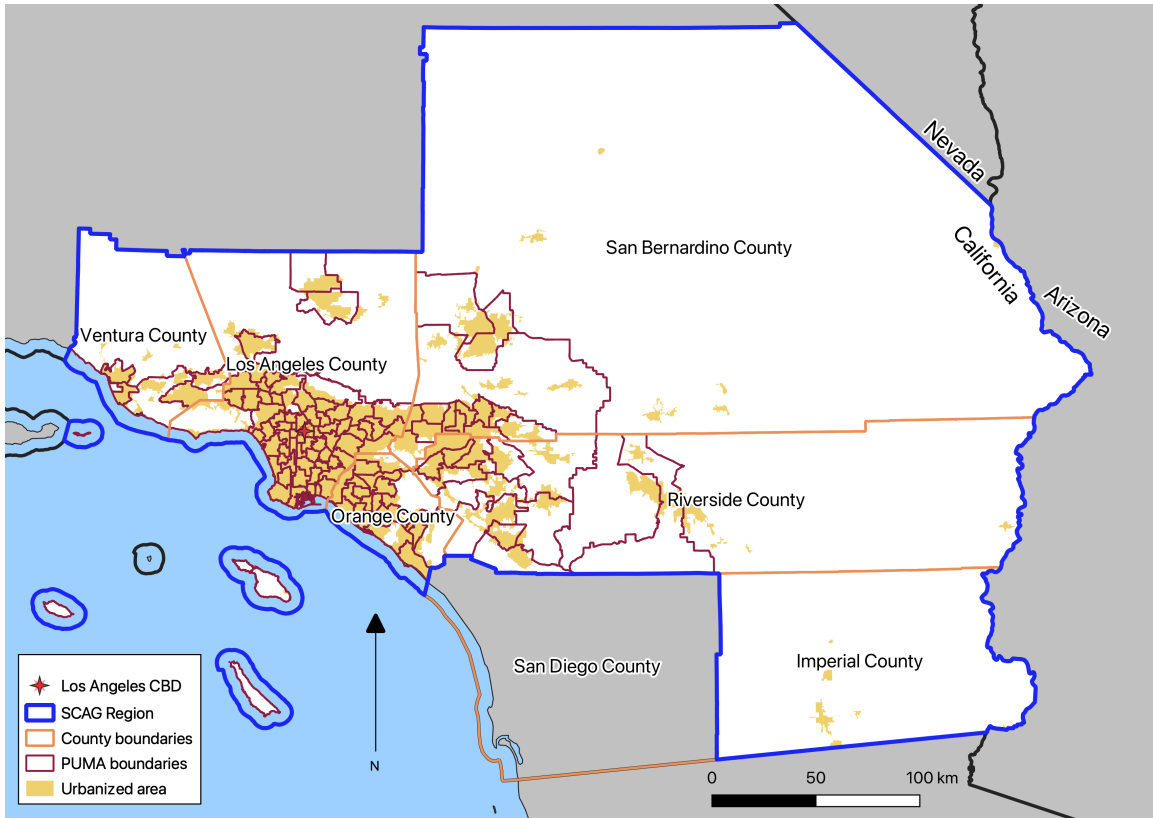 Nevada
San Bernardino County
California
Arizona
Ventura County
Los Angeles County
Riverside County
Orange County
San Diego County
Imperial County
Los Angeles CBD
SCAG Region
County boundaries
PUMA boundaries
Urbanized area
N
0 50 100 km